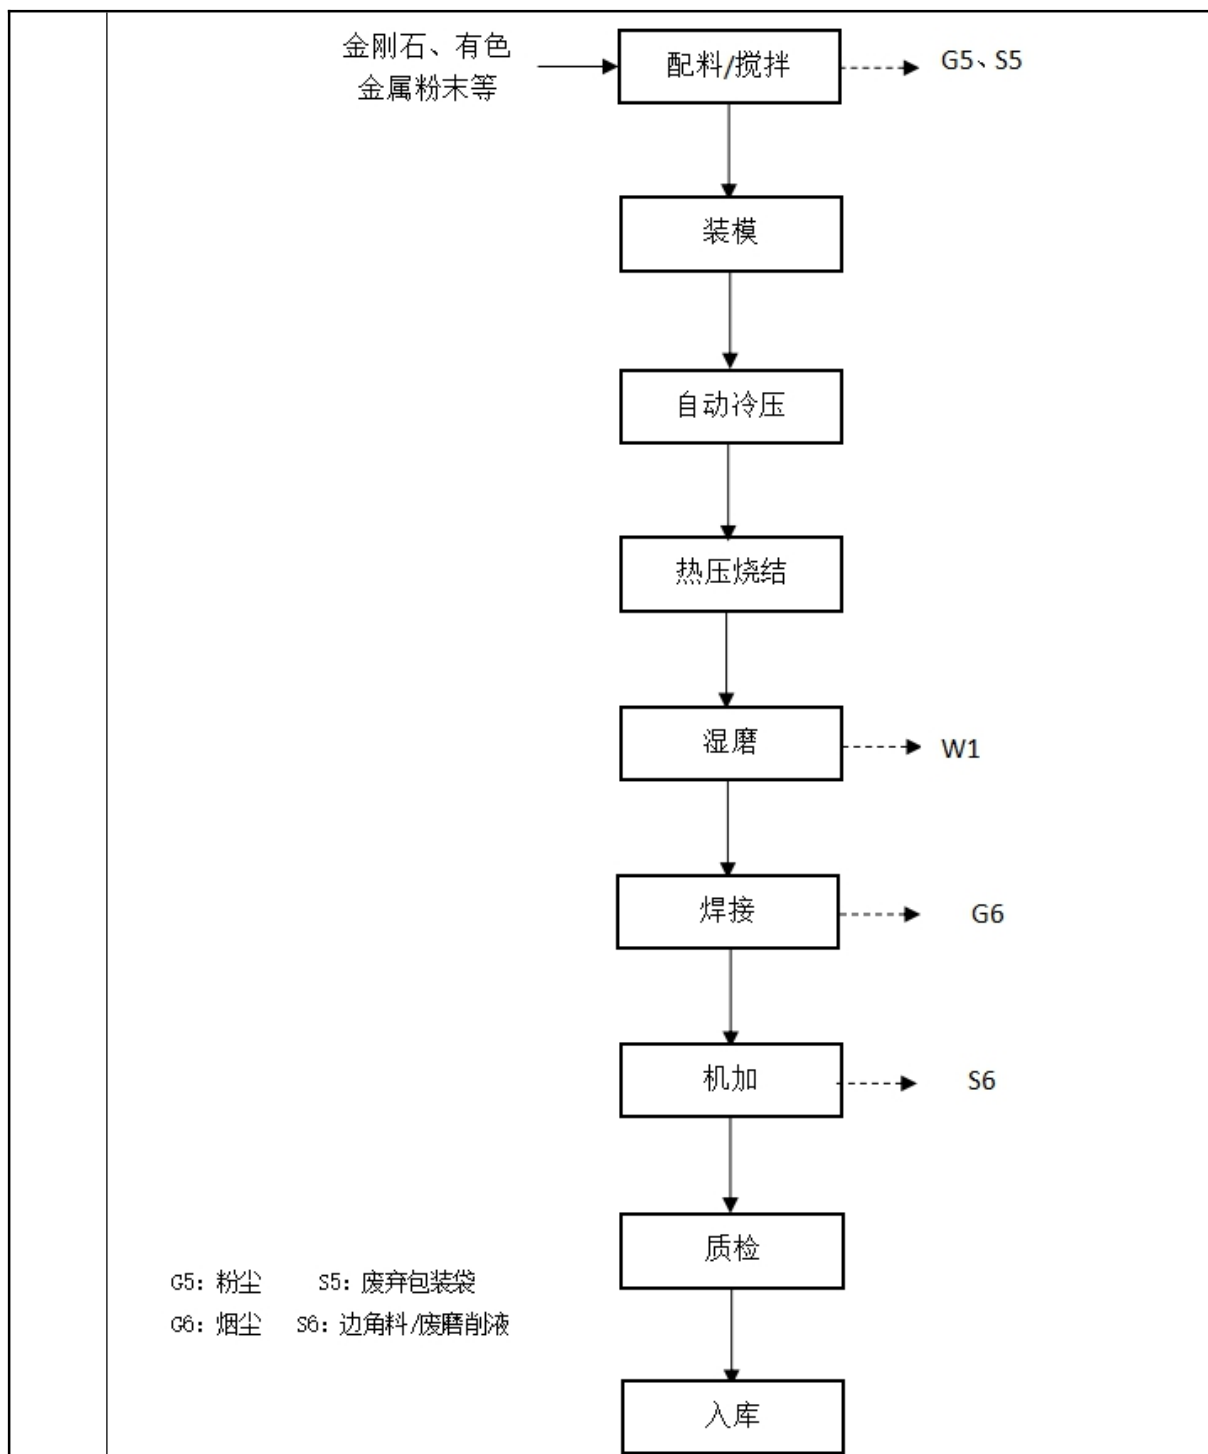 金刚石、有色
金属粉末等
配料/搅拌
G5、S5
装模
自动冷压
热压烧结
湿磨
W1
焊接
G6
机加
S6
质检
G5：粉尘 S5：废弃包装袋
G6：烟尘 S6：边角料/废磨削液
入库